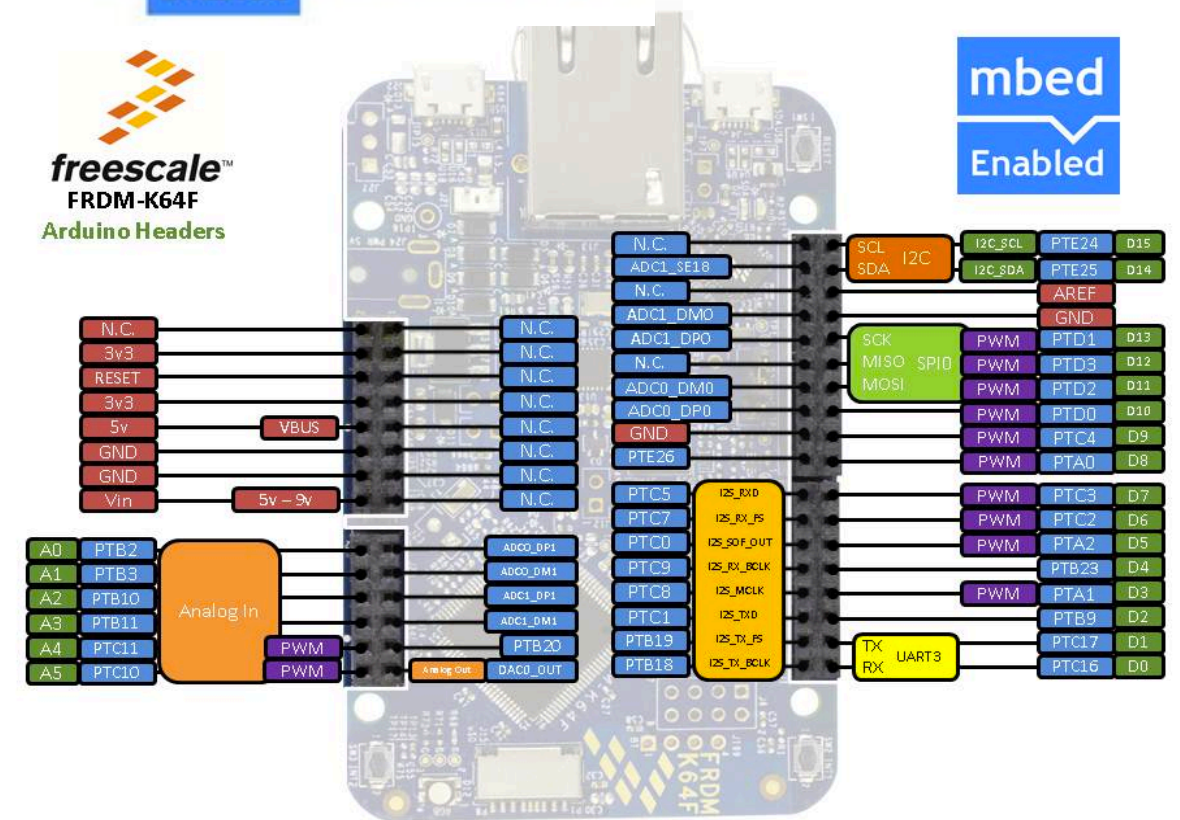 freescale™
FRDM-K64F
Arduino Headers
mbed
Enabled
N.C. N.C.
3v3 N.C.
RESET N.C.
3v3 N.C.
5v VBUS N.C.
GND N.C.
GND N.C.
Vin 5v – 9v N.C.
A0 PTB2 ADC0_DP1
A1 PTB3 ADC0_DM1
A2 PTB10 ADC1_DP1
A3 PTB11 ADC1_DM1
A4 PTC11 PWM PTB20
A5 PTC10 PWM Analog Out DAC0_OUT
Analog In
N.C. SCL I2C_SCL PTE24 D15
ADC1_SE18 SDA I2C_SDA PTE25 D14
I2C
N.C. AREF
ADC1_DM0 GND
ADC1_DP0 SCK PWM PTD1 D13
N.C. MISO SPI0 PWM PTD3 D12
ADC0_DM0 MOSI PWM PTD2 D11
ADC0_DP0 PWM PTD0 D10
GND PWM PTC4 D9
PTE26 PWM PTA0 D8
PTC5 I2S_RXD PWM PTC3 D7
PTC7 I2S_RX_FS PWM PTC2 D6
PTC0 I2S_SOF_OUT PWM PTA2 D5
PTC9 I2S_RX_BCLK PTB23 D4
PTC8 I2S_MCLK PWM PTA1 D3
PTC1 I2S_TXD PTB9 D2
PTB19 I2S_TX_FS TX PTC17 D1
UART3
PTB18 I2S_TX_BCLK RX PTC16 D0
FRDM
K64F